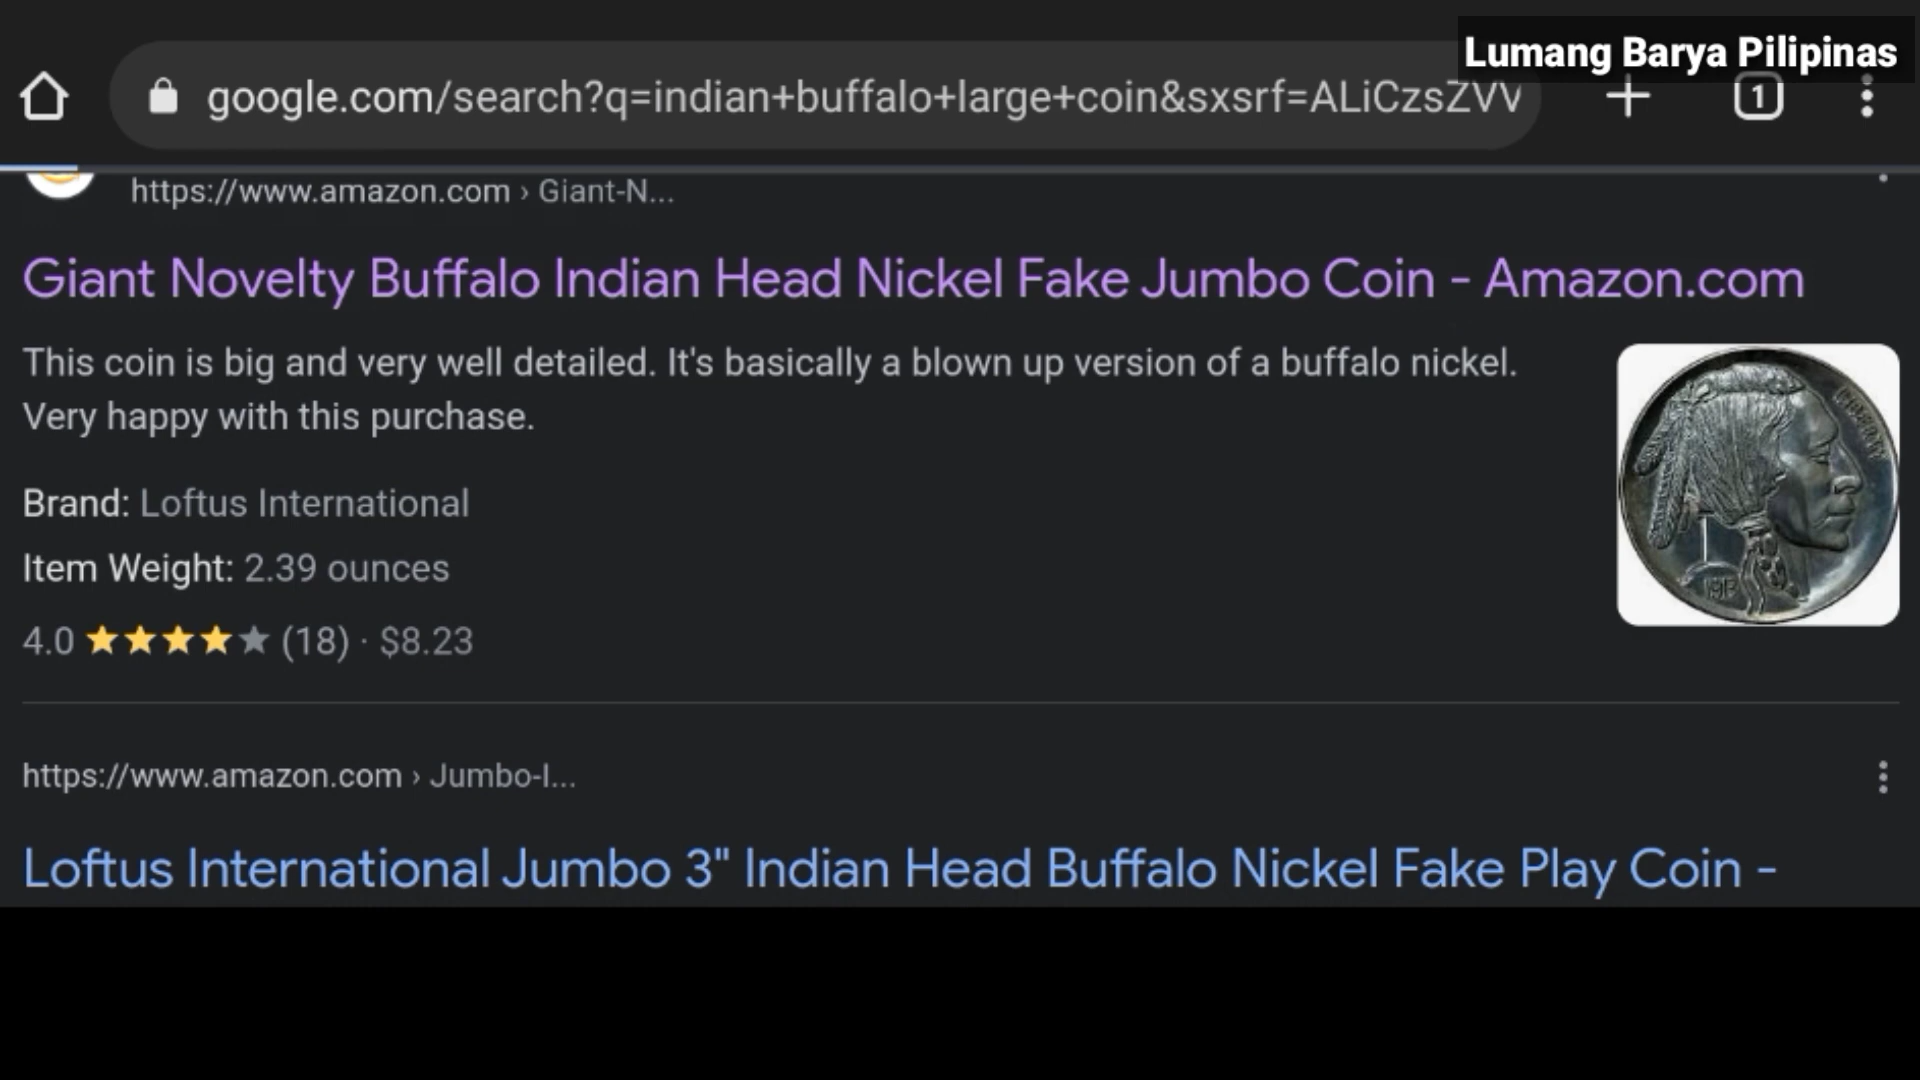 Lumang Barya Pilipinas
google.com/search?q=indian+buffalo+large+coin&sxsrf=ALiCzsZVV
1
https://www.amazon.com › Giant-N...
Giant Novelty Buffalo Indian Head Nickel Fake Jumbo Coin - Amazon.com
This coin is big and very well detailed. It's basically a blown up version of a buffalo nickel.
Very happy with this purchase.
LIBERTY
1913
Brand: Loftus International
Item Weight: 2.39 ounces
4.0 (18) · $8.23
https://www.amazon.com › Jumbo-I...
Loftus International Jumbo 3" Indian Head Buffalo Nickel Fake Play Coin -